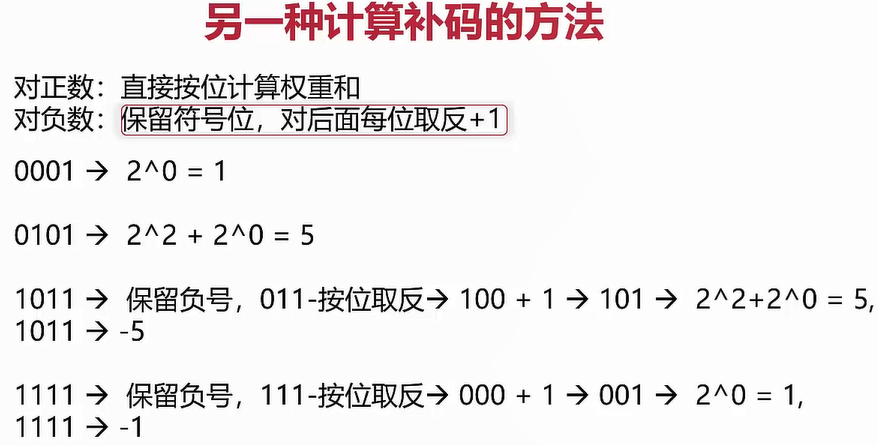 另一种计算补码的方法
对正数：直接按位计算权重和
对负数：保留符号位，对后面每位取反+1
0001 → 2^0 = 1
0101 → 2^2 + 2^0 = 5
1011 → 保留负号，011-按位取反→ 100 + 1 → 101 → 2^2+2^0 = 5,
1011 → -5
1111 → 保留负号，111-按位取反→ 000 + 1 → 001 → 2^0 = 1,
1111 → -1